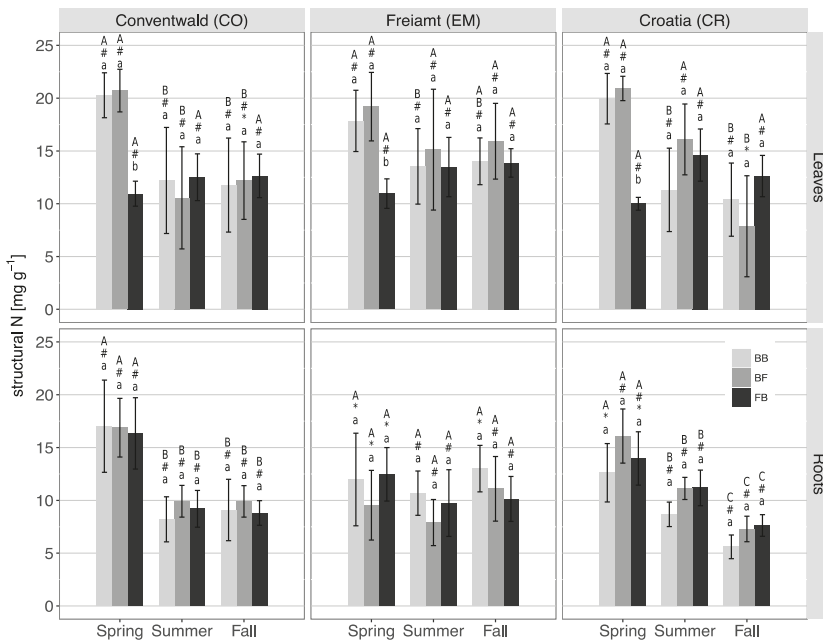 Conventwald (CO) Freiamt (EM) Croatia (CR)
structural N [mg g⁻¹]
Leaves
25
20
15
10
5
0
A # a A # a A # b B # a B # a A # a B # a B # * a A # a
A # a A # a A # b B # a A # a A # a A B # a A # a A # a
A # a A # a A # b B # a A # a A # a B # a B * a A # a
Roots
25
20
15
10
5
0
A # a A # a A # a B # a B # a B # a B # a B # a B # a
A * a A * a A * a A # a A # a A # a A * a A # a A # a
A * a A # a A # * a B # a B # a B # a C # a C # a C # a
BB
BF
FB
Spring Summer Fall Spring Summer Fall Spring Summer Fall